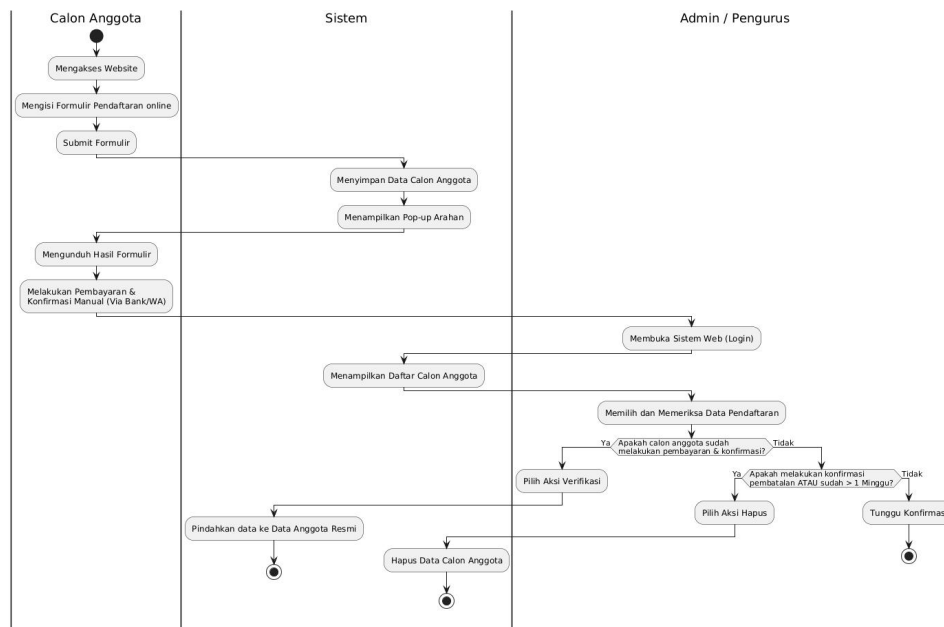 Calon Anggota
Sistem
Admin / Pengurus
Mengakses Website
Mengisi Formulir Pendaftaran online
Submit Formulir
Menyimpan Data Calon Anggota
Menampilkan Pop-up Arahan
Mengunduh Hasil Formulir
Melakukan Pembayaran &
Konfirmasi Manual (Via Bank/WA)
Membuka Sistem Web (Login)
Menampilkan Daftar Calon Anggota
Memilih dan Memeriksa Data Pendaftaran
Ya
Apakah calon anggota sudah
melakukan pembayaran & konfirmasi?
Tidak
Pilih Aksi Verifikasi
Ya
Apakah melakukan konfirmasi
pembatalan ATAU sudah > 1 Minggu?
Tidak
Pilih Aksi Hapus
Tunggu Konfirmas
Pindahkan data ke Data Anggota Resmi
Hapus Data Calon Anggota